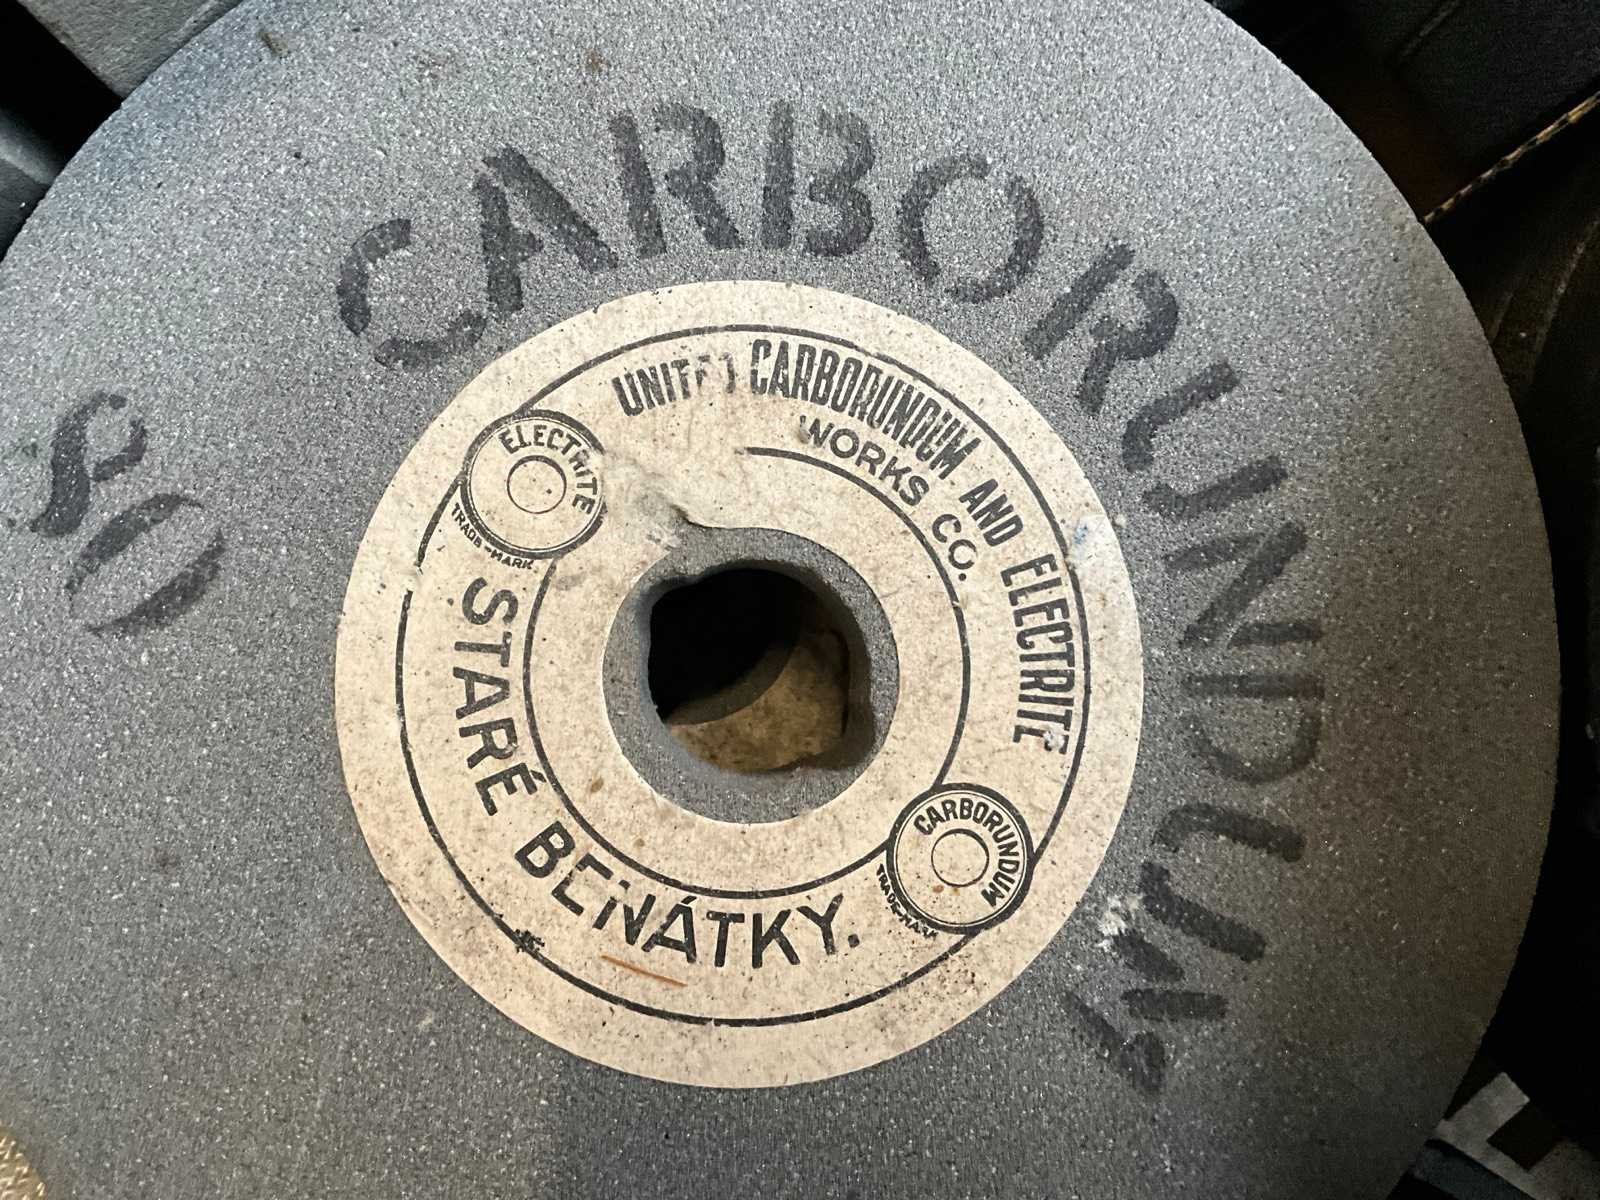 80 CARBORUNDUM
UNITED CARBORUNDUM AND ELECTRITE
WORKS CO.
ELECTRITE
TRADE-MARK
CARBORUNDUM
TRADE-MARK
STARÉ BENÁTKY.